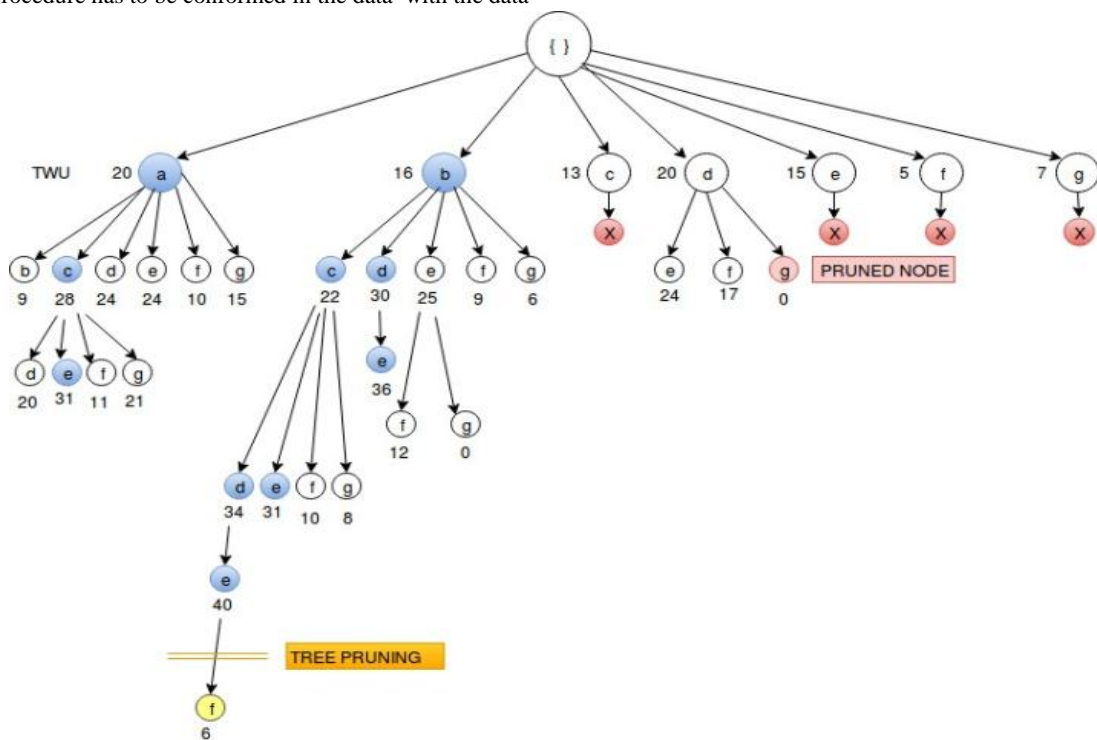 rocedure has to be conformed in the data with the data
{ }
TWU 20 a 16 b 13 c 20 d 15 e 5 f 7 g
X X X X
b c d e f g c d e f g e f g PRUNED NODE
9 28 24 24 10 15 22 30 25 9 6 24 17 0
d e f g e
20 31 11 21 36
f g
12 0
d e f g
34 31 10 8
e
40
TREE PRUNING
f
6